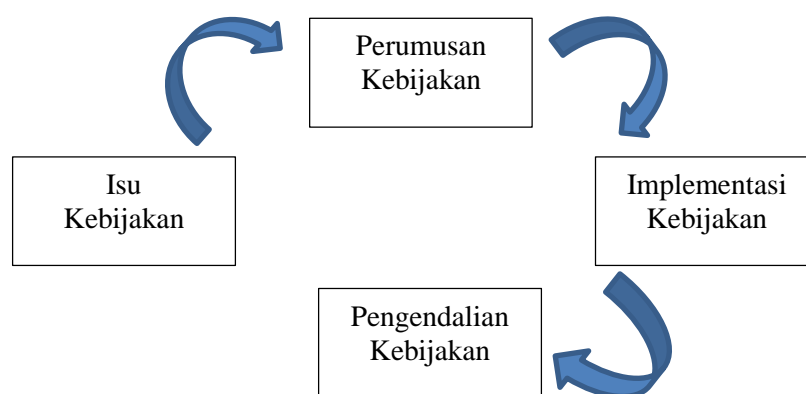 Perumusan
Kebijakan
Isu
Kebijakan
Implementasi
Kebijakan
Pengendalian
Kebijakan